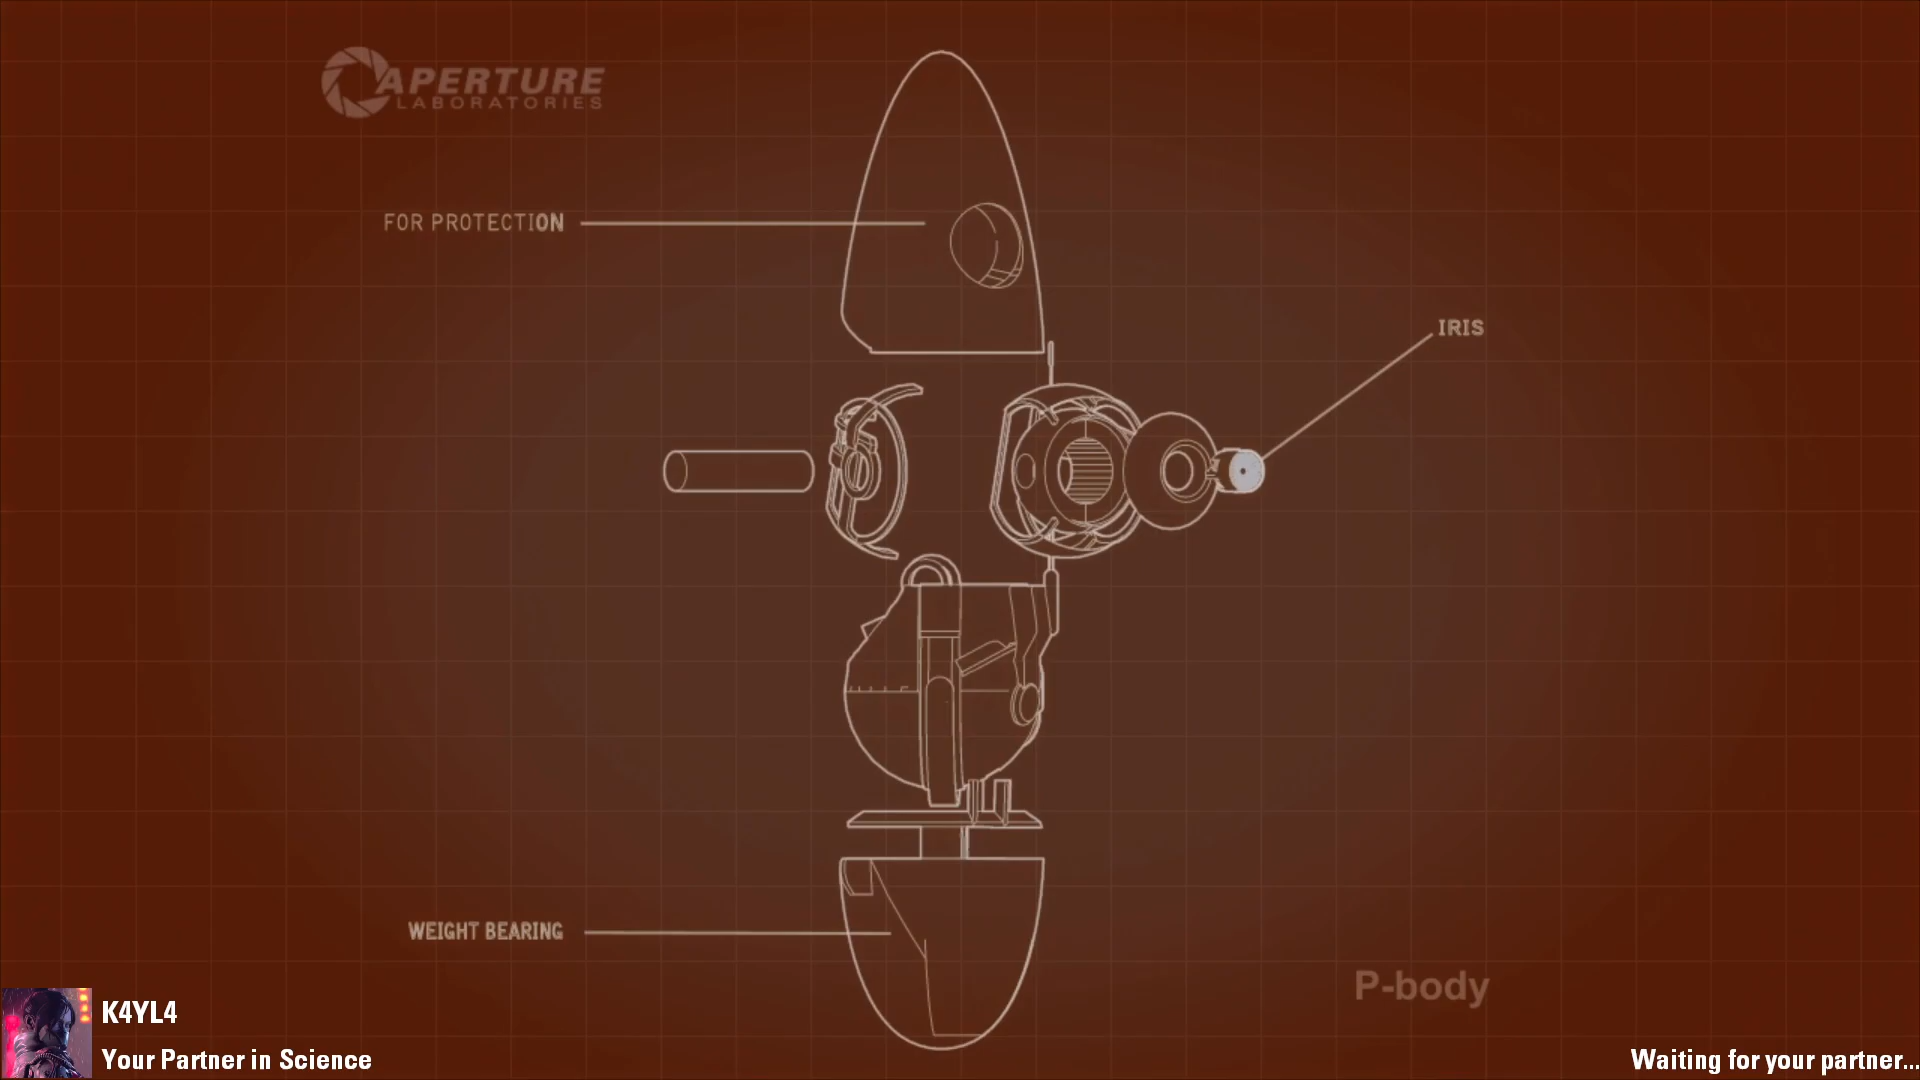 APERTURE
LABORATORIES
FOR PROTECTION
IRIS
WEIGHT BEARING
P-body
K4YL4
Your Partner in Science
Waiting for your partner...